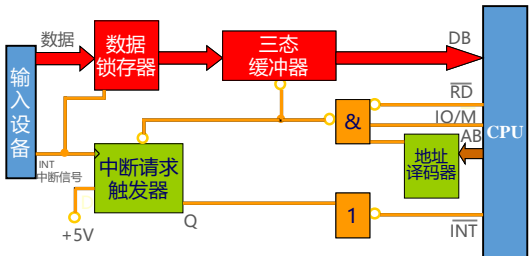 数据
数据
锁存器
三态
缓冲器
DB
输入设备
RD
IO/M
AB
CPU
&
地址
译码器
INT
中断信号
中断请求
触发器
Q
1
INT
+5V